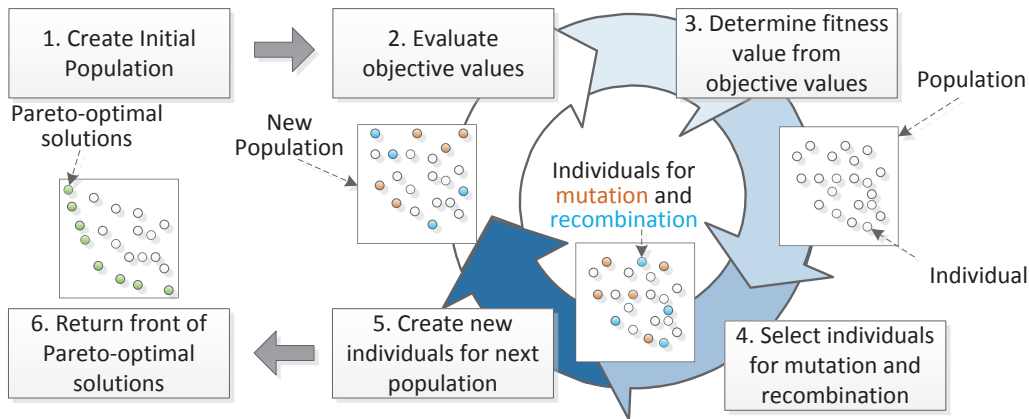 1. Create Initial
Population
2. Evaluate
objective values
3. Determine fitness
value from
objective values
Population
Pareto-optimal
solutions
New
Population
Individuals for
mutation and
recombination
Individual
6. Return front of
Pareto-optimal
solutions
5. Create new
individuals for next
population
4. Select individuals
for mutation and
recombination